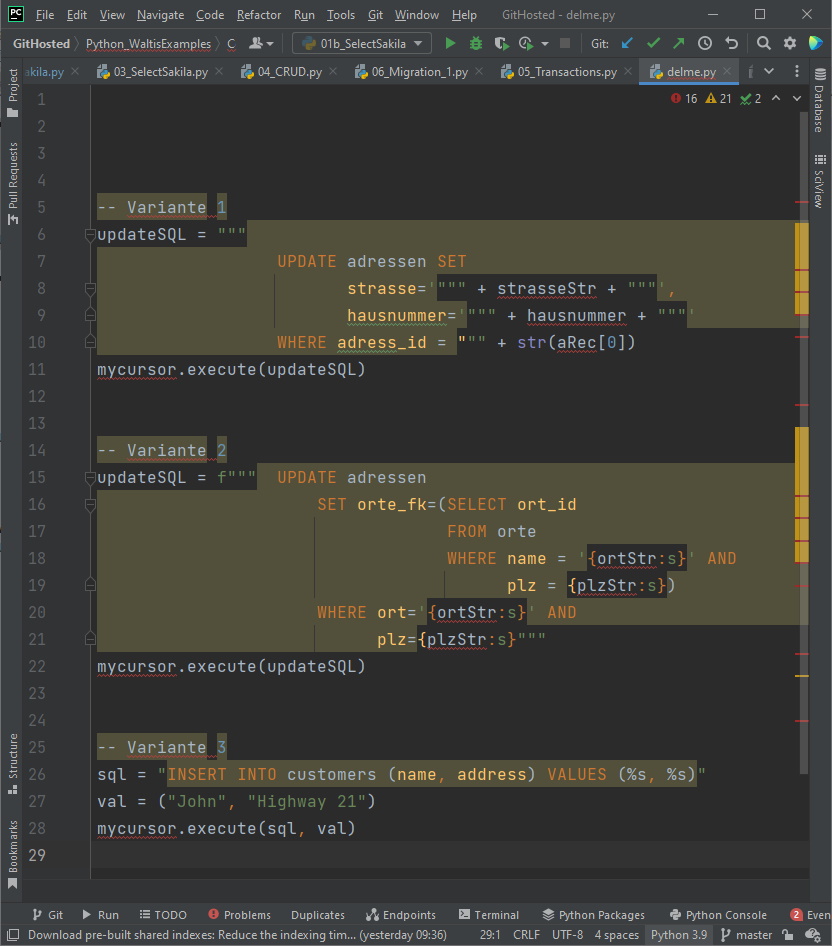 PC File Edit View Navigate Code Refactor Run Tools Git Window Help GitHosted - delme.py
GitHosted Python_WaltisExamples C 01b_SelectSakila Git:
akila.py 03_SelectSakila.py 04_CRUD.py 06_Migration_1.py 05_Transactions.py delme.py
16 21 2
Project
Pull Requests
Structure
Bookmarks
Database
SciView
1
2
3
4
5 -- Variante 1
6 updateSQL = """
7 UPDATE adressen SET
8 strasse='""" + strasseStr + """',
9 hausnummer='""" + hausnummer + """'
10 WHERE adress_id = """ + str(aRec[0])
11 mycursor.execute(updateSQL)
12
13
14 -- Variante 2
15 updateSQL = f""" UPDATE adressen
16 SET orte_fk=(SELECT ort_id
17 FROM orte
18 WHERE name = '{ortStr:s}' AND
19 plz = {plzStr:s})
20 WHERE ort='{ortStr:s}' AND
21 plz={plzStr:s}"""
22 mycursor.execute(updateSQL)
23
24
25 -- Variante 3
26 sql = "INSERT INTO customers (name, address) VALUES (%s, %s)"
27 val = ("John", "Highway 21")
28 mycursor.execute(sql, val)
29
Git Run TODO Problems Duplicates Endpoints Terminal Python Packages Python Console 2 Even
Download pre-built shared indexes: Reduce the indexing tim... (yesterday 09:36) 29:1 CRLF UTF-8 4 spaces Python 3.9 master